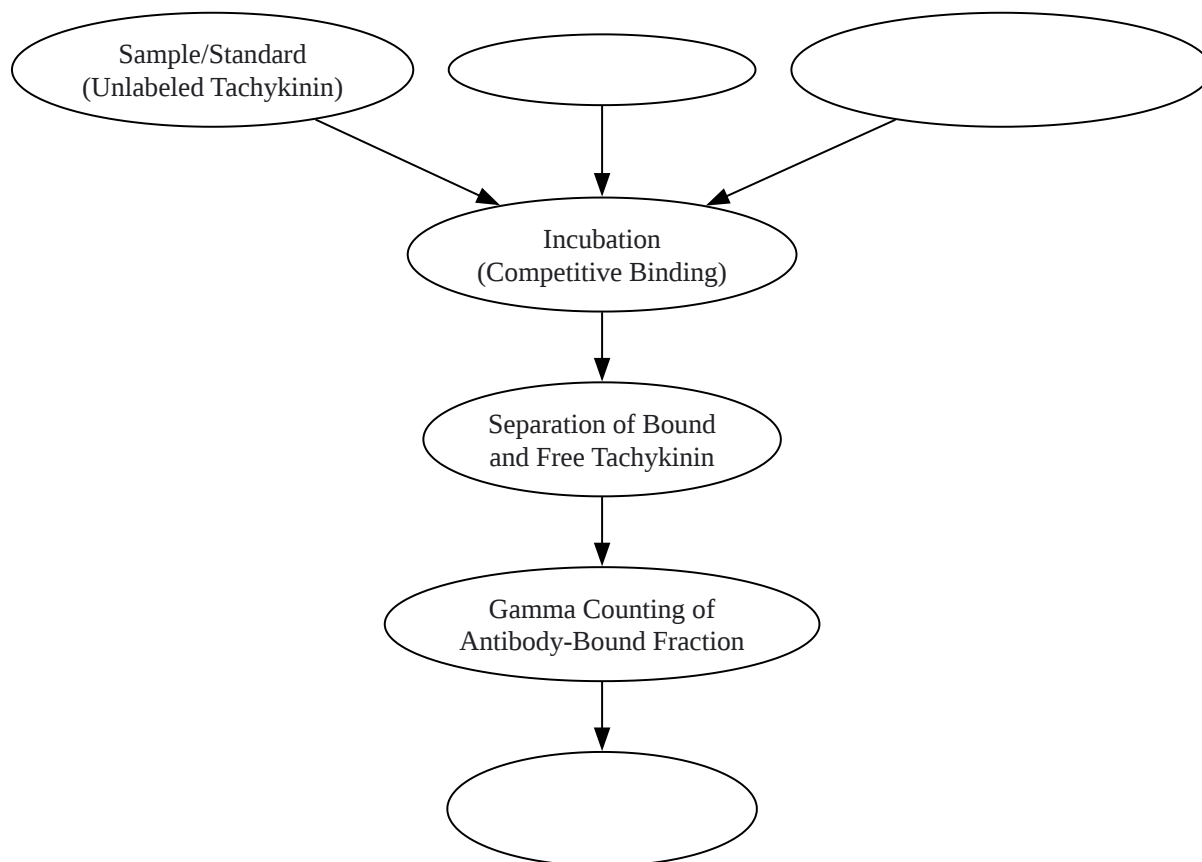 Sample/Standard
(Unlabeled Tachykinin)
Incubation
(Competitive Binding)
Separation of Bound
and Free Tachykinin
Gamma Counting of
Antibody-Bound Fraction